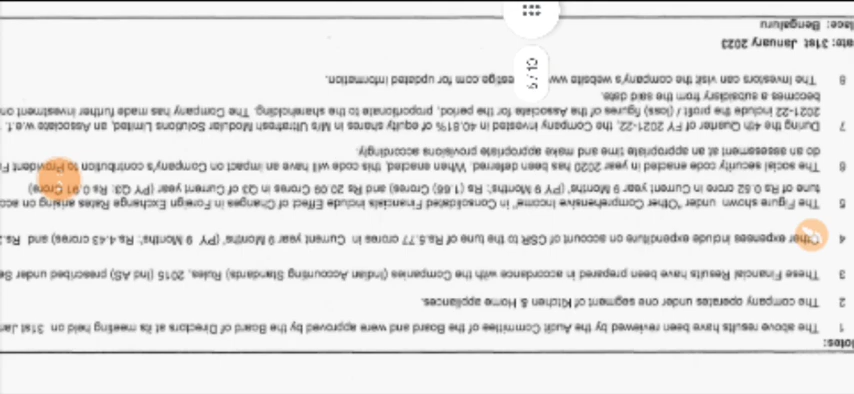 Notes:
1 The above results have been reviewed by the Audit Committee of the Board and were approved by the Board of Directors at its meeting held on 31st Jan
2 The company operates under one segment of Kitchen & Home appliances.
3 These Financial Results have been prepared in accordance with the Companies (Indian Accounting Standards) Rules, 2015 (Ind AS) prescribed under Se
4 Other expenses include expenditure on account of CSR to the tune of Rs.5.77 crores in Current year 9 Months' (PY 9 Months': Rs 4.43 crores) and Rs.
5 The Figure shown under "Other Comprehensive Income" in Consolidated Financials include Effect of Changes in Foreign Exchange Rates arising on acc
tune of Rs 0.62 crore in Current year 9 Months', (PY 9 Months': Rs (1.66) Crores) and Rs 20.09 Crores in Q3 of Current year (PY Q3: Rs 0.91 Crore)
6 The social security code enacted in year 2020 has been deferred. When enacted, this code will have an impact on Company's contribution to Provident F
do an assessment at an appropriate time and make appropriate provisions accordingly.
7 During the 4th Quarter of FY 2021-22, the Company invested in 40.81% of equity shares in M/s Ultrafresh Modular Solutions Limited, an Associate w.e.f.
2021-22 include the profit / (loss) figures of the Associate for the period, proportionate to the shareholding. The Company has made further investment on
becomes a subsidiary from the said date.
8 The investors can visit the company's website ww estige com for updated information.
ate: 31st January 2023
lace: Bengaluru
5 / 10